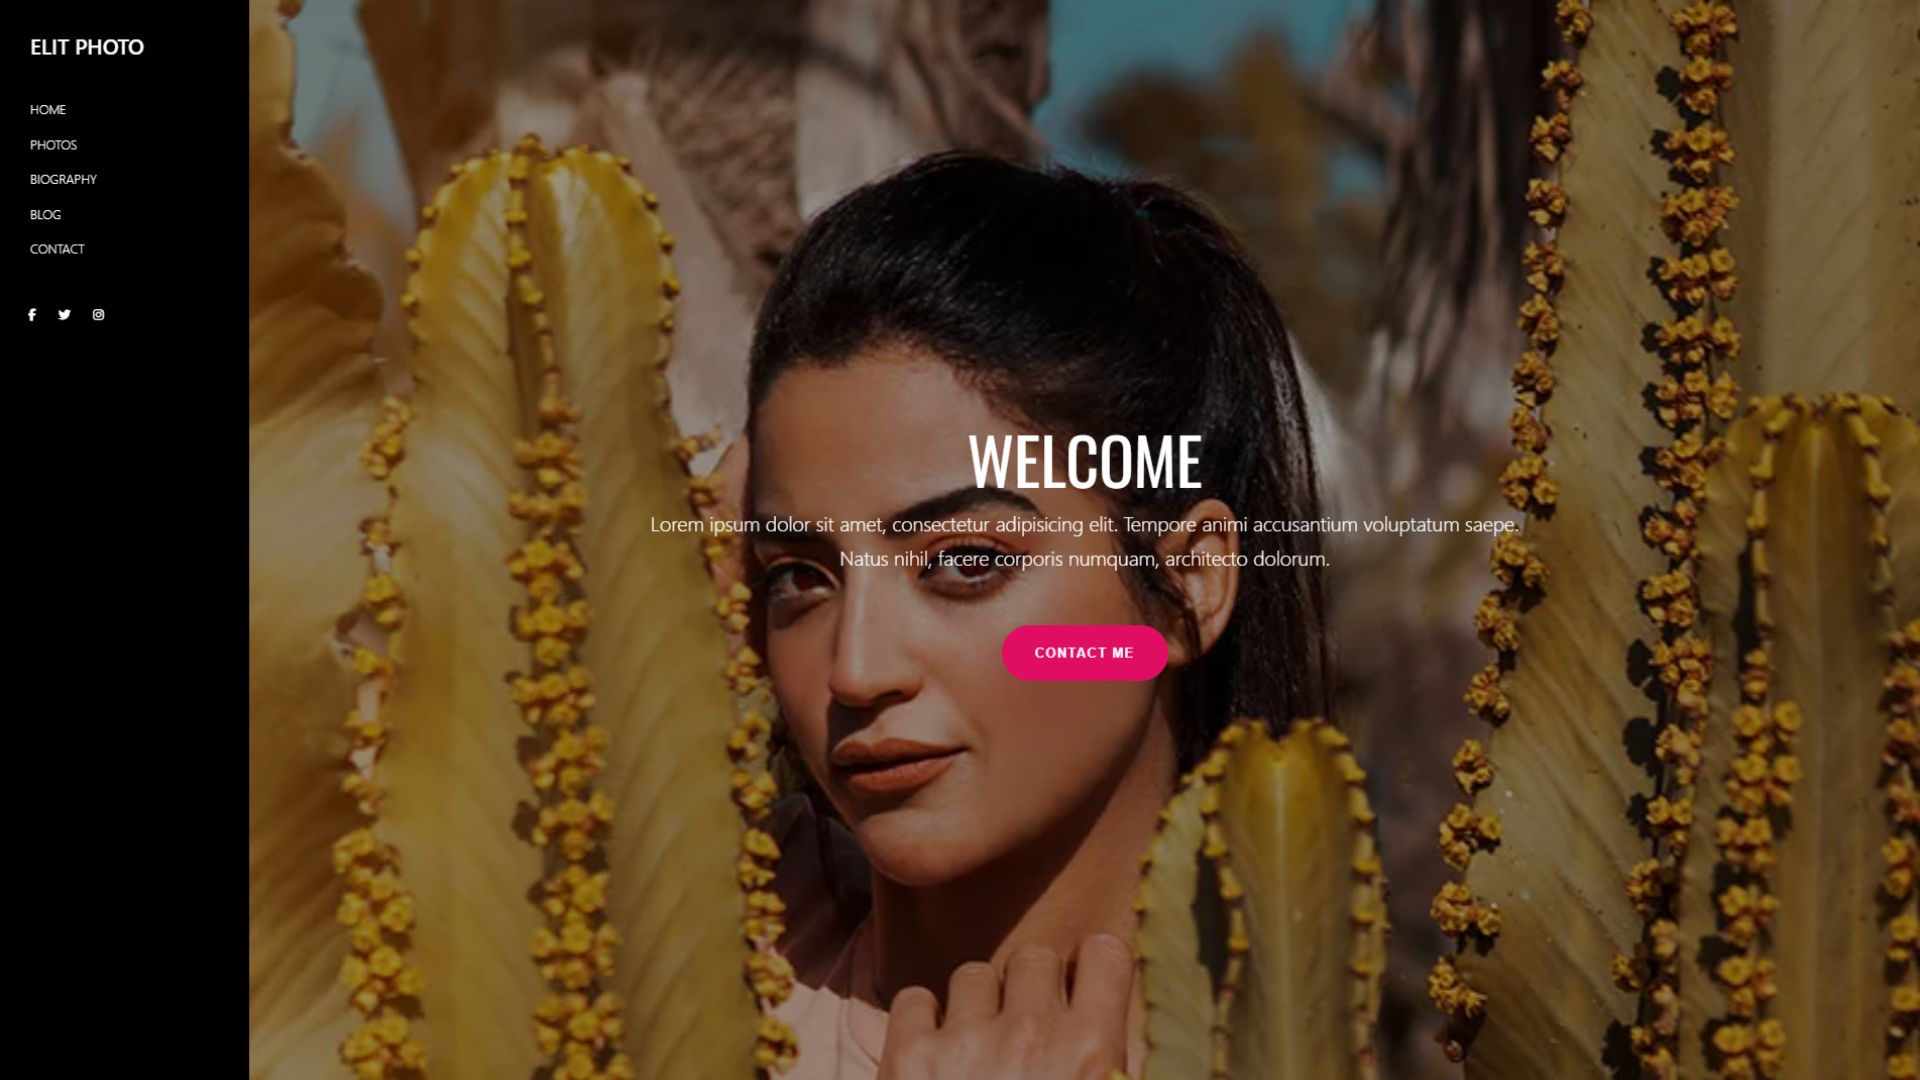 ELIT PHOTO
HOME
PHOTOS
BIOGRAPHY
BLOG
CONTACT
WELCOME
Lorem ipsum dolor sit amet, consectetur adipisicing elit. Tempore animi accusantium voluptatum saepe.
Natus nihil, facere corporis numquam, architecto dolorum.
CONTACT ME